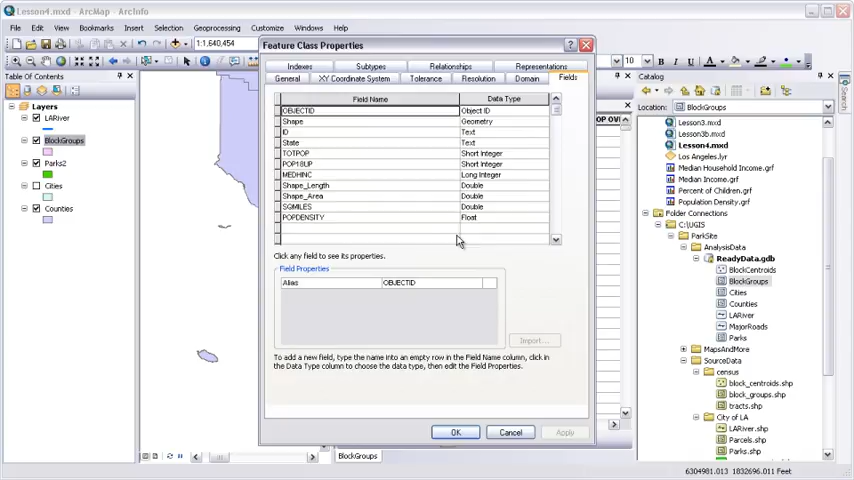 Lesson4.mxd - ArcMap - ArcInfo
File Edit View Bookmarks Insert Selection Geoprocessing Customize Windows Help
1:1,640,454
10 B I U A
Table Of Contents
Layers
LARiver
BlockGroups
Parks2
Cities
Counties
Feature Class Properties
Indexes Subtypes Relationships Representations
General XY Coordinate System Tolerance Resolution Domain Fields
Field Name Data Type
OBJECTID Object ID
Shape Geometry
ID Text
State Text
TOTPOP Short Integer
POP18UP Short Integer
MEDHINC Long Integer
Shape_Length Double
Shape_Area Double
SQMILES Double
POPDENSITY Float
Click any field to see its properties.
Field Properties
Alias OBJECTID
Import...
To add a new field, type the name into an empty row in the Field Name column, click in
the Data Type column to choose the data type, then edit the Field Properties.
OK Cancel Apply
BlockGroups
Catalog
Location: BlockGroups
Lesson3.mxd
Lesson3b.mxd
Lesson4.mxd
Los Angeles.lyr
Median Household Income.grf
Median Income.grf
Percent of Children.grf
Population Density.grf
Folder Connections
C:\UGIS
ParkSite
AnalysisData
ReadyData.gdb
BlockCentroids
BlockGroups
Cities
Counties
LARiver
MajorRoads
Parks
MapsAndMore
SourceData
census
block_centroids.shp
block_groups.shp
tracts.shp
City of LA
LARiver.shp
Parcels.shp
Parks.shp
Search
6304981.013 1832696.011 Feet